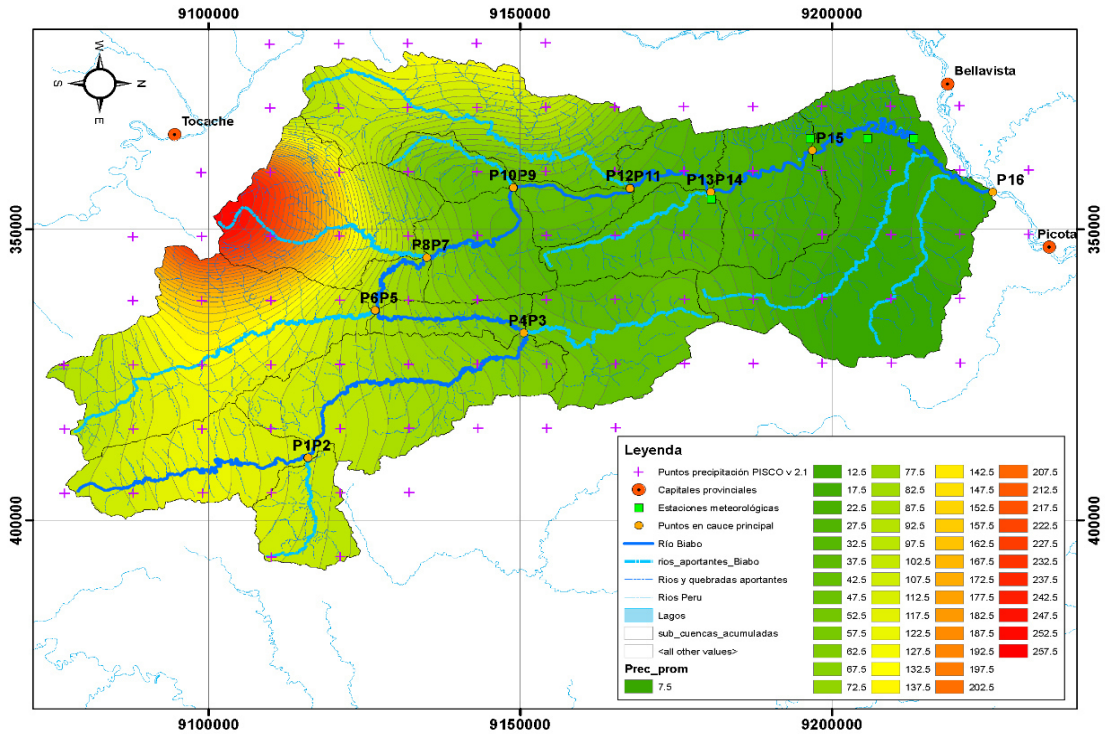 9100000
9150000
9200000
W
S
N
E
Tocache
Bellavista
P15
P10P9
P12P11
P13P14
P16
350000
350000
Picota
P8P7
P6P5
P4P3
P1P2
400000
400000
Leyenda
Puntos precipitación PISCO v 2.1
Capitales provinciales
Estaciones meteorológicas
Puntos en cauce principal
Río Biabo
rios_aportantes_Biabo
Rios y quebradas aportantes
Rios Peru
Lagos
sub_cuencas_acumuladas
<all other values>
Prec_prom
7.5
12.5
17.5
22.5
27.5
32.5
37.5
42.5
47.5
52.5
57.5
62.5
67.5
72.5
77.5
82.5
87.5
92.5
97.5
102.5
107.5
112.5
117.5
122.5
127.5
132.5
137.5
142.5
147.5
152.5
157.5
162.5
167.5
172.5
177.5
182.5
187.5
192.5
197.5
202.5
207.5
212.5
217.5
222.5
227.5
232.5
237.5
242.5
247.5
252.5
257.5
9100000
9150000
9200000